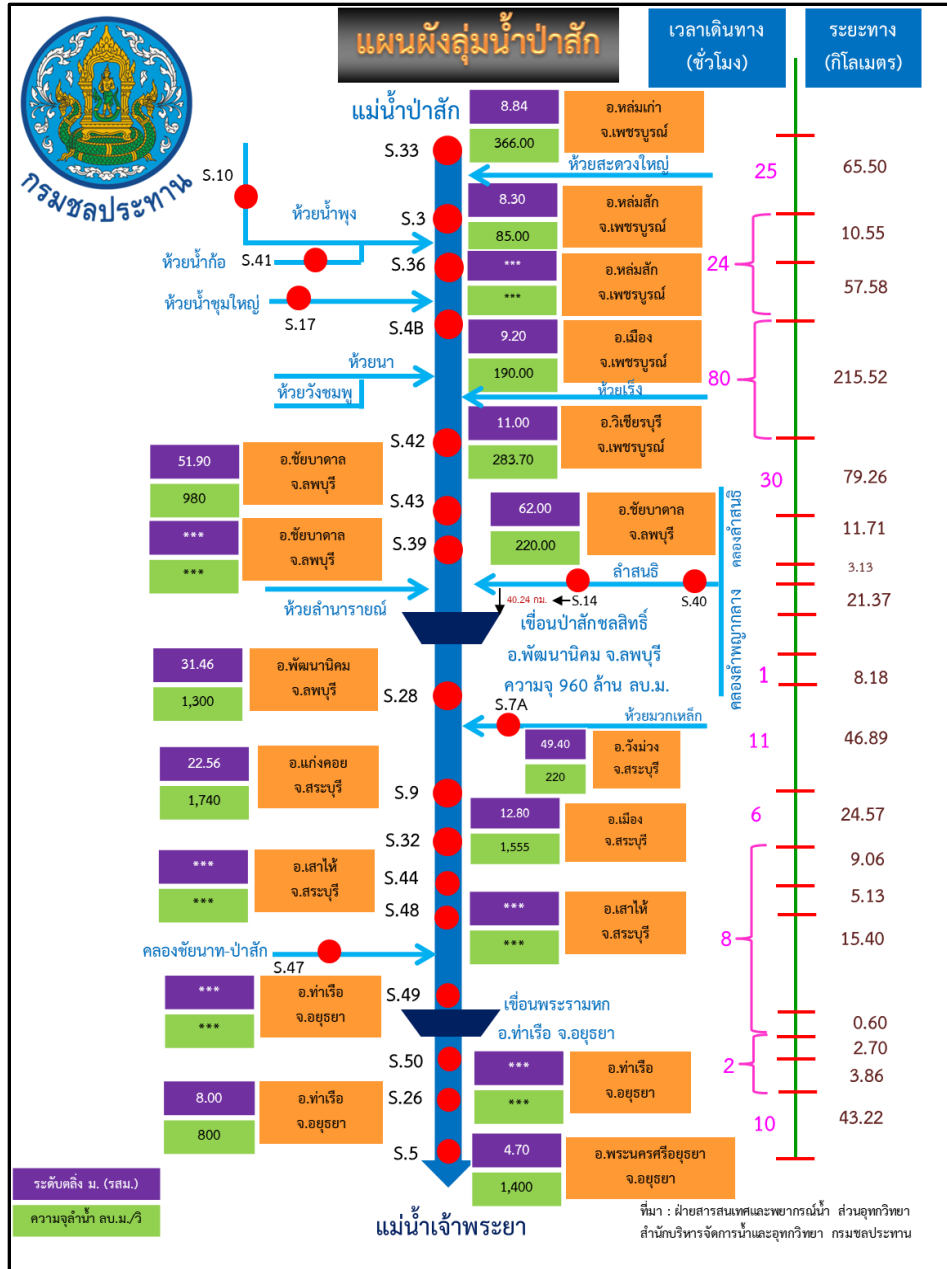 แผนผังลุ่มน้ำป่าสัก
เวลาเดินทาง
(ชั่วโมง)
ระยะทาง
(กิโลเมตร)
กรมชลประทาน
แม่น้ำป่าสัก
8.84
366.00
อ.หล่มเก่า
จ.เพชรบูรณ์
S.33
ห้วยสะดวงใหญ่
25
65.50
S.10
ห้วยน้ำพุง
S.3
8.30
85.00
อ.หล่มสัก
จ.เพชรบูรณ์
10.55
ห้วยน้ำก้อ
S.41
S.36
***
***
อ.หล่มสัก
จ.เพชรบูรณ์
24
57.58
ห้วยน้ำชุนใหญ่
S.17
S.4B
9.20
190.00
อ.เมือง
จ.เพชรบูรณ์
ห้วยนา
ห้วยวังชมพู
ห้วยเร็ง
80
215.52
S.42
11.00
283.70
อ.วิเชียรบุรี
จ.เพชรบูรณ์
51.90
980
อ.ชัยบาดาล
จ.ลพบุรี
S.43
30
79.26
***
***
อ.ชัยบาดาล
จ.ลพบุรี
S.39
62.00
220.00
อ.ชัยบาดาล
จ.ลพบุรี
คลองลำสนธิ
11.71
3.13
ลำสนธิ
ห้วยลำนารายณ์
40.24 กม.
S.14
S.40
21.37
เขื่อนป่าสักชลสิทธิ์
อ.พัฒนานิคม จ.ลพบุรี
ความจุ 960 ล้าน ลบ.ม.
คลองลำพญากลาง
31.46
1,300
อ.พัฒนานิคม
จ.ลพบุรี
S.28
1
8.18
S.7A
ห้วยมวกเหล็ก
49.40
220
อ.วังม่วง
จ.สระบุรี
11
46.89
22.56
1,740
อ.แก่งคอย
จ.สระบุรี
S.9
6
24.57
S.32
12.80
1,555
อ.เมือง
จ.สระบุรี
9.06
***
***
อ.เสาไห้
จ.สระบุรี
S.44
5.13
S.48
***
***
อ.เสาไห้
จ.สระบุรี
8
15.40
คลองชัยนาท-ป่าสัก
S.47
***
***
อ.ท่าเรือ
จ.อยุธยา
S.49
เขื่อนพระรามหก
อ.ท่าเรือ จ.อยุธยา
0.60
2.70
S.50
***
***
อ.ท่าเรือ
จ.อยุธยา
2
3.86
8.00
800
อ.ท่าเรือ
จ.อยุธยา
S.26
10
43.22
S.5
4.70
1,400
อ.พระนครศรีอยุธยา
จ.อยุธยา
ระดับตลิ่ง ม. (รสม.)
ความจุลำน้ำ ลบ.ม./วิ
แม่น้ำเจ้าพระยา
ที่มา : ฝ่ายสารสนเทศและพยากรณ์น้ำ ส่วนอุทกวิทยา
สำนักบริหารจัดการน้ำและอุทกวิทยา กรมชลประทาน